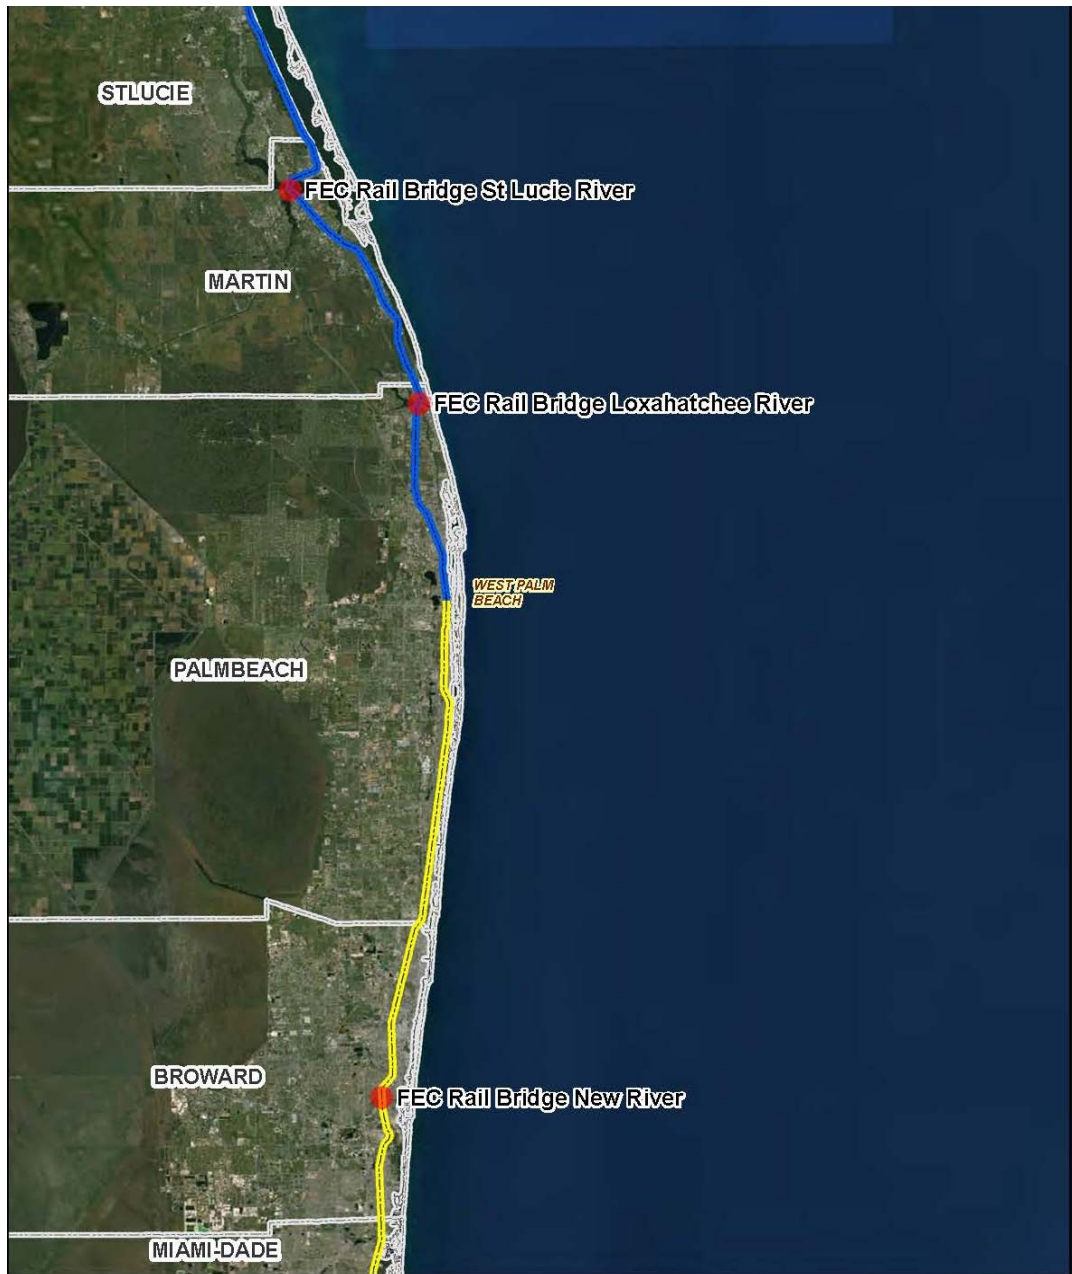 STLUCIE
FEC Rail Bridge St Lucie River
MARTIN
FEC Rail Bridge Loxahatchee River
WEST PALM
BEACH
PALMBEACH
BROWARD
FEC Rail Bridge New River
MIAMI-DADE